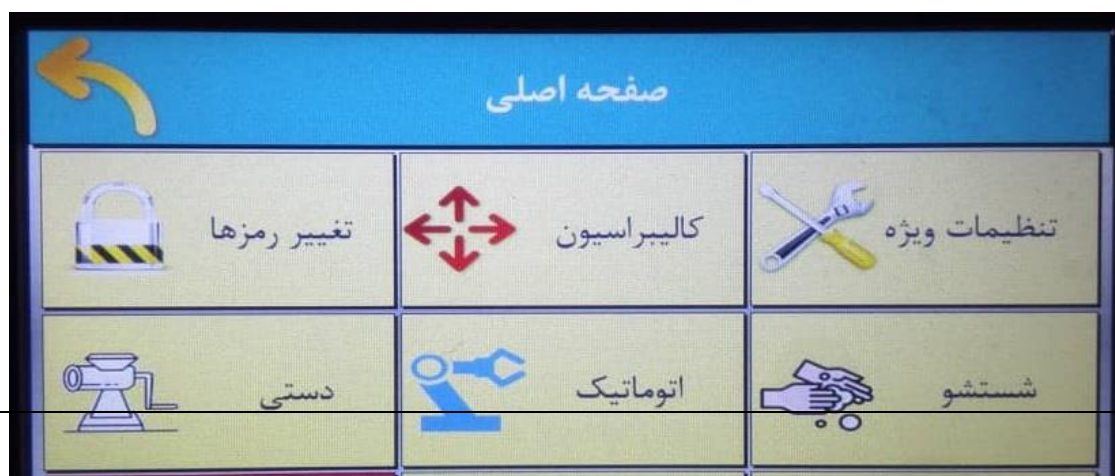 صفحه اصلی
تنظیمات ویژه
کالیبراسیون
تغییر رمزها
شستشو
اتوماتیک
دستی